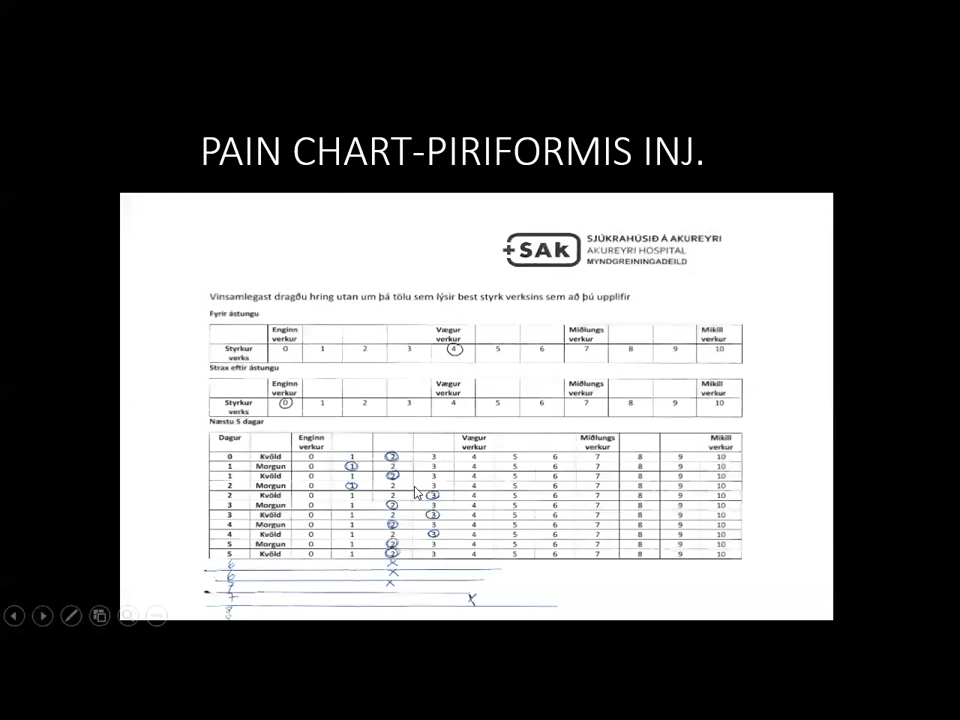 PAIN CHART-PIRIFORMIS INJ.
+SAk
SJÚKRAHÚSIÐ Á AKUREYRI
AKUREYRI HOSPITAL
MYNDGREININGADEILD
Vinsamlegast dragðu hring utan um þá tölu sem lýsir best styrk verksins sem að þú upplifir
Fyrir ástungu
Enginn verkur Vægur verkur Miðlungs verkur Mikill verkur
Styrkur verks 0 1 2 3 4 5 6 7 8 9 10
Strax eftir ástungu
Enginn verkur Vægur verkur Miðlungs verkur Mikill verkur
Styrkur verks 0 1 2 3 4 5 6 7 8 9 10
Næstu 5 dagar
Dagur Enginn verkur Vægur verkur Miðlungs verkur Mikill verkur
0 Kvöld 0 1 2 3 4 5 6 7 8 9 10
1 Morgun 0 1 2 3 4 5 6 7 8 9 10
1 Kvöld 0 1 2 3 4 5 6 7 8 9 10
2 Morgun 0 1 2 3 4 5 6 7 8 9 10
2 Kvöld 0 1 2 3 4 5 6 7 8 9 10
3 Morgun 0 1 2 3 4 5 6 7 8 9 10
3 Kvöld 0 1 2 3 4 5 6 7 8 9 10
4 Morgun 0 1 2 3 4 5 6 7 8 9 10
4 Kvöld 0 1 2 3 4 5 6 7 8 9 10
5 Morgun 0 1 2 3 4 5 6 7 8 9 10
5 Kvöld 0 1 2 3 4 5 6 7 8 9 10
6 X
6 X
7 X
7 X
8